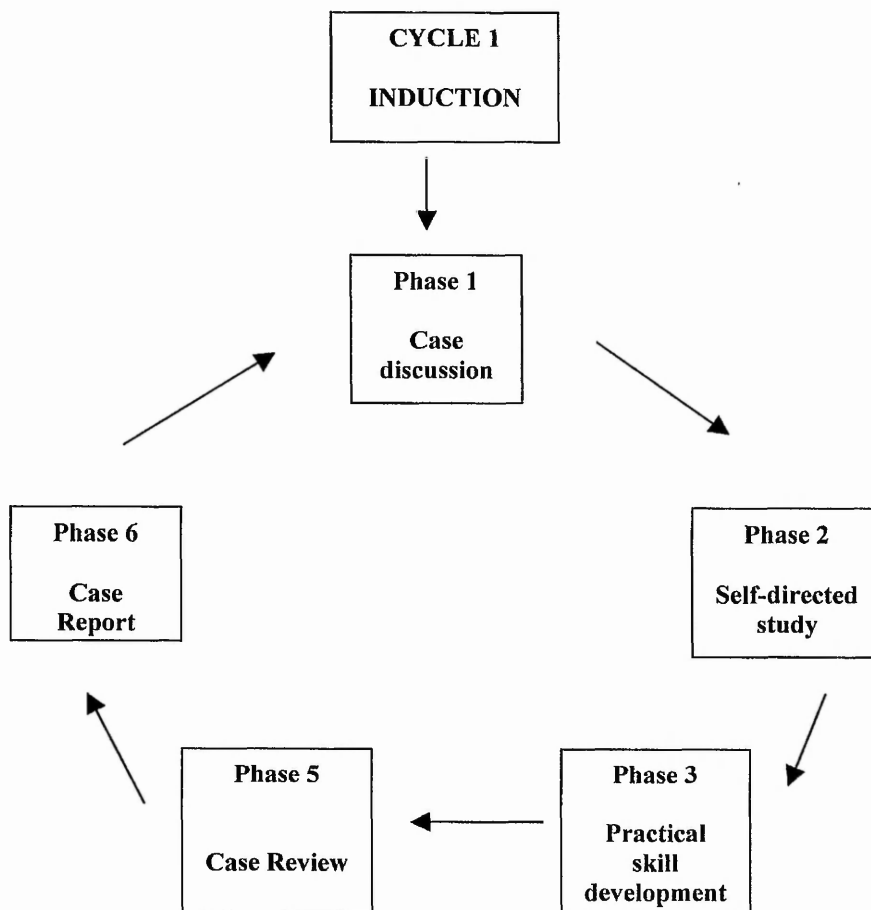 CYCLE 1
INDUCTION
Phase 1
Case
discussion
Phase 2
Self-directed
study
Phase 3
Practical
skill
development
Phase 5
Case Review
Phase 6
Case
Report